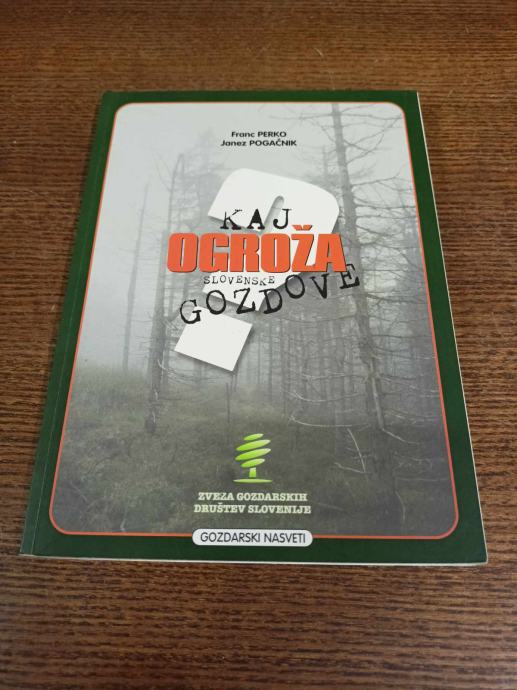 Franc PERKO
Janez POGAČNIK
KAJ
OGROŽA
SLOVENSKE
GOZDOVE
?
ZVEZA GOZDARSKIH
DRUŠTEV SLOVENIJE
GOZDARSKI NASVETI